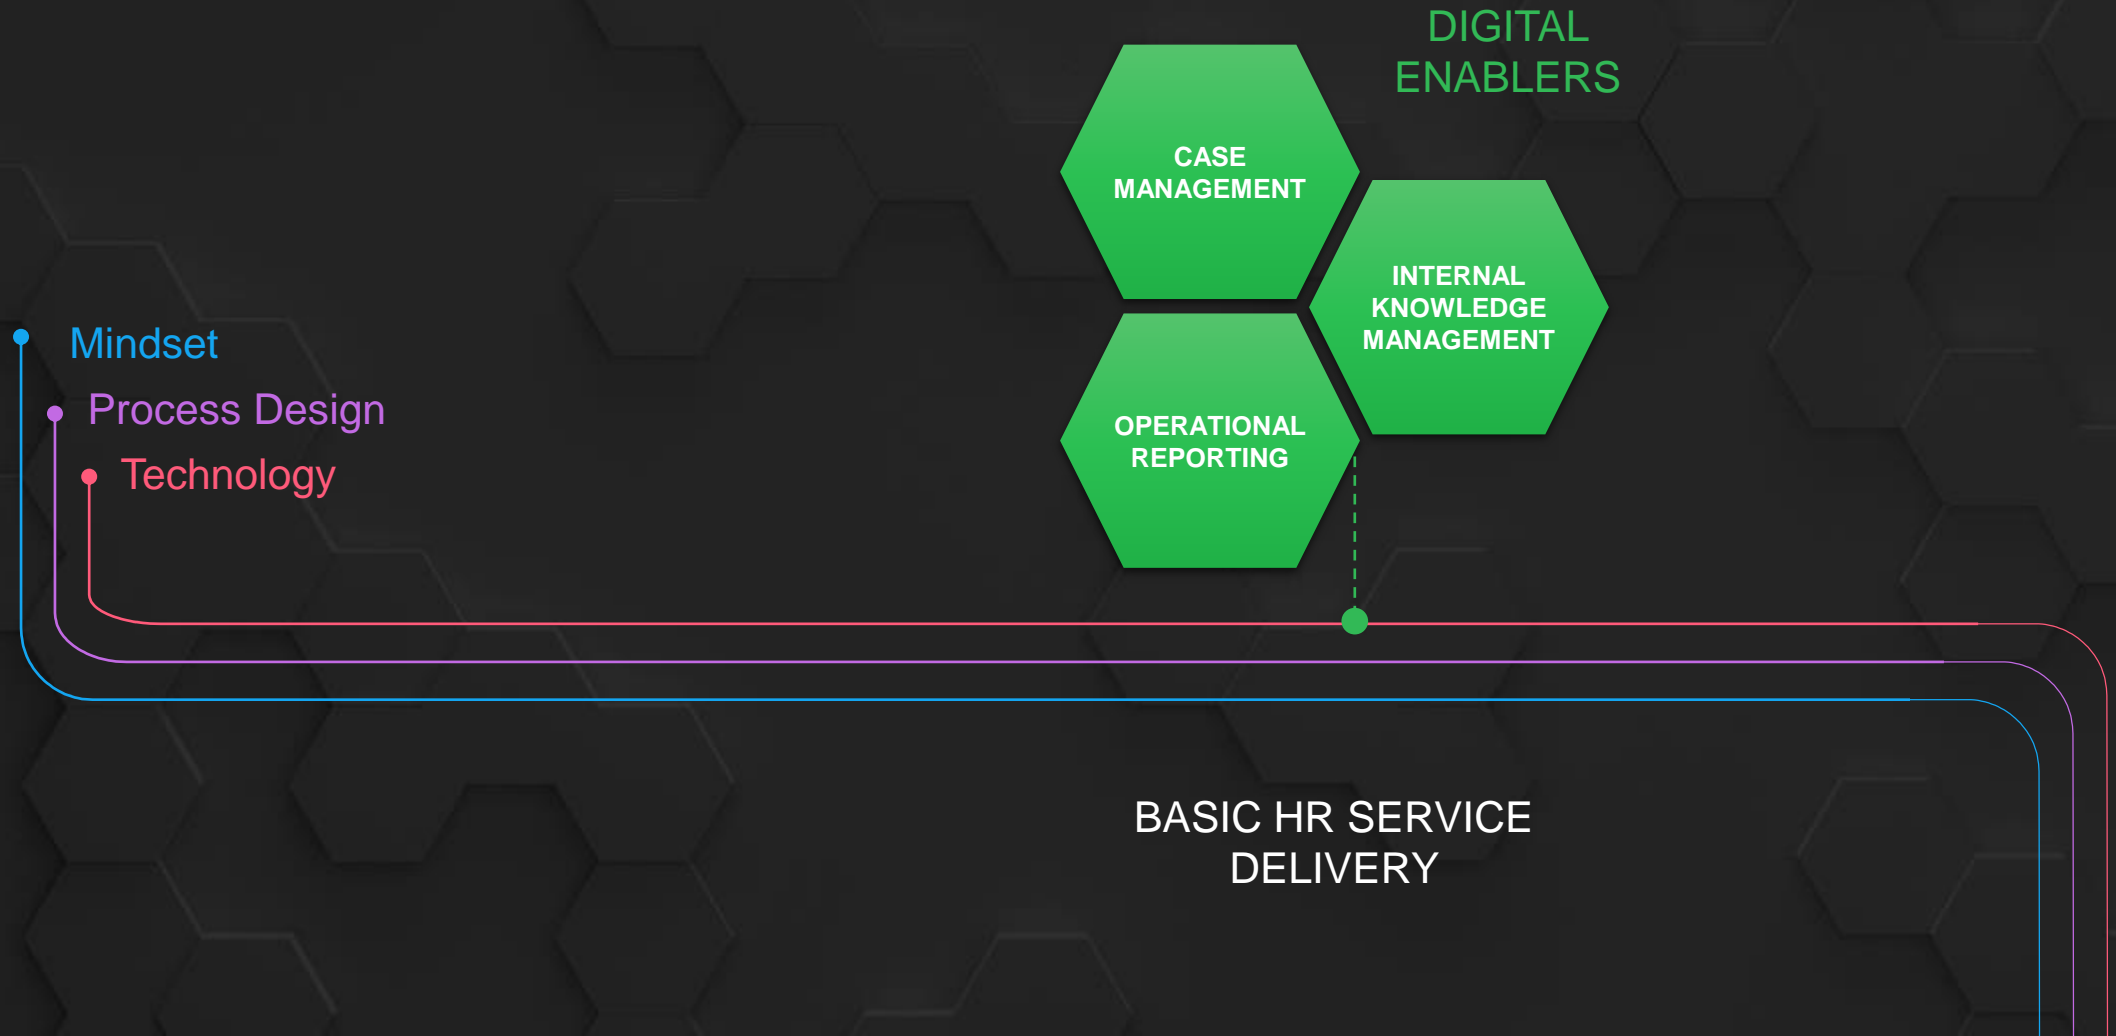 DIGITAL
ENABLERS
CASE
MANAGEMENT
INTERNAL
KNOWLEDGE
MANAGEMENT
OPERATIONAL
REPORTING
Mindset
Process Design
Technology
BASIC HR SERVICE
DELIVERY